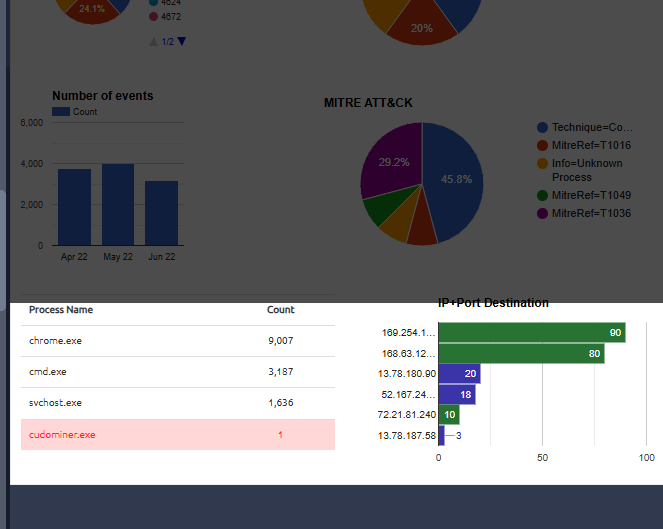 24.1%
4624
4672
1/2
20%
Number of events
Count
6,000
4,000
2,000
0
Apr 22 May 22 Jun 22
MITRE ATT&CK
29.2%
45.8%
Technique=Co...
MitreRef=T1016
Info=Unknown
Process
MitreRef=T1049
MitreRef=T1036
Process Name Count
chrome.exe 9,007
cmd.exe 3,187
svchost.exe 1,636
cudominer.exe 1
IP+Port Destination
169.254.1... 90
168.63.12... 80
13.78.180.90 20
52.167.24... 18
72.21.81.240 10
13.78.187.58 3
0 50 100